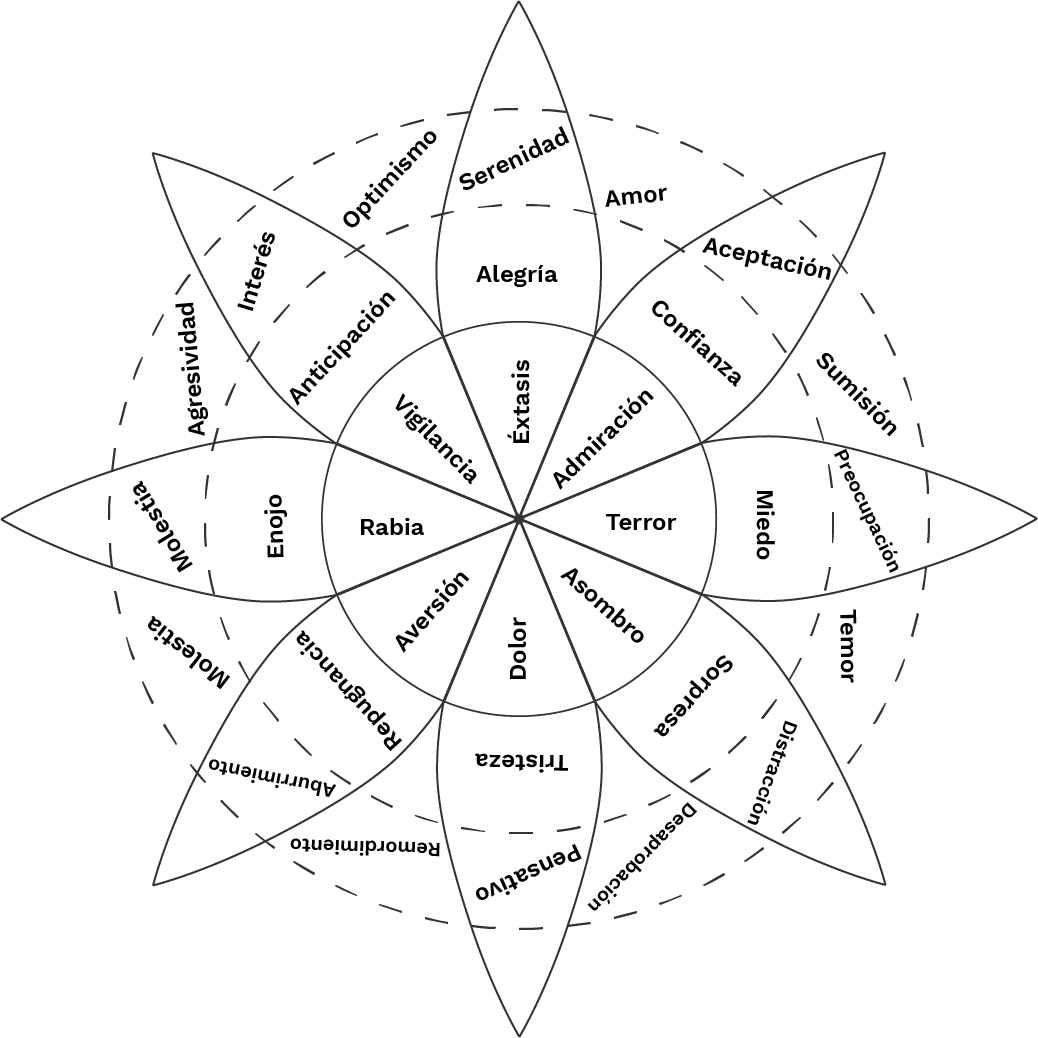 Optimismo
Serenidad
Amor
Interés
Aceptación
Alegría
Agresividad
Anticipación
Confianza
Sumisión
Vigilancia
Éxtasis
Admiración
Molestia
Enojo
Rabia
Terror
Miedo
Preocupación
Molestia
Repugnancia
Aversión
Dolor
Asombro
Sorpresa
Temor
Aburrimiento
Tristeza
Distracción
Remordimiento
Pensativo
Desaprobación